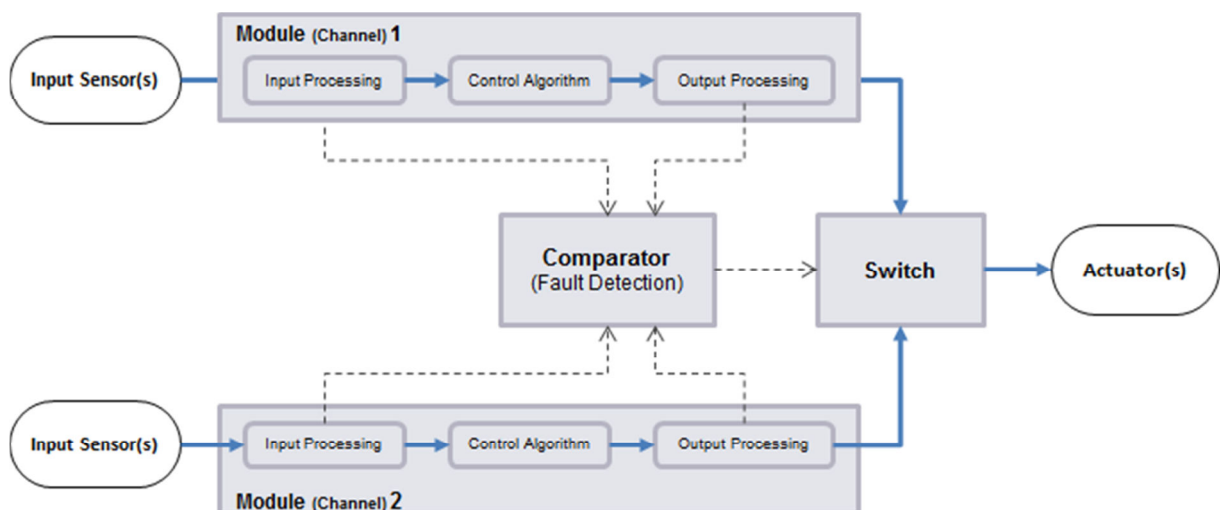 Module (Channel) 1
Input Sensor(s)
Input Processing
Control Algorithm
Output Processing
Comparator
(Fault Detection)
Switch
Actuator(s)
Input Sensor(s)
Input Processing
Control Algorithm
Output Processing
Module (Channel) 2